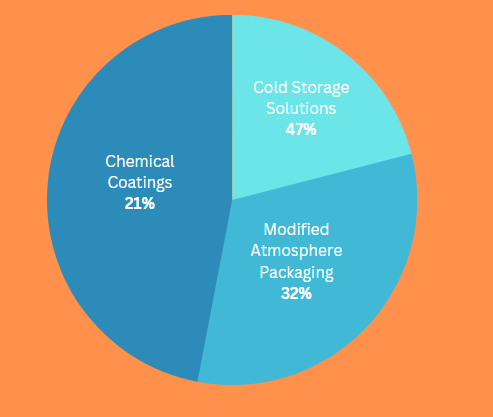 Cold Storage
Solutions
47%
Chemical
Coatings
21%
Modified
Atmosphere
Packaging
32%